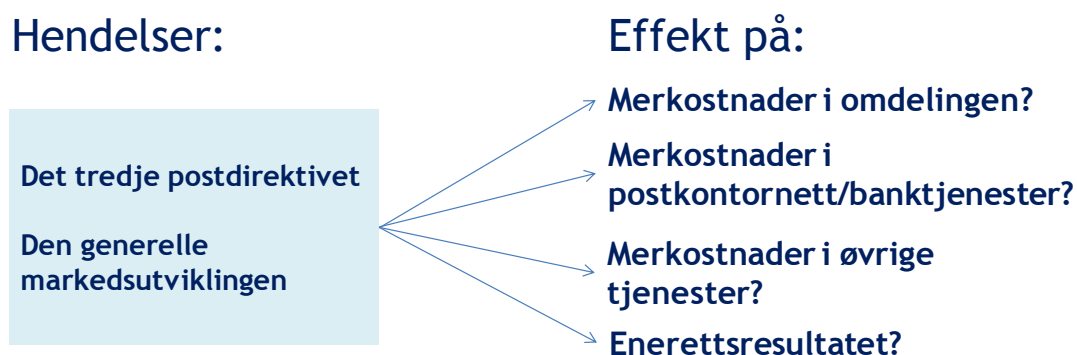 Hendelser:
Effekt på:
Det tredje postdirektivet
Den generelle
markedsutviklingen
Merkostnader i omdelingen?
Merkostnader i
postkontornett/banktjenester?
Merkostnader i øvrige
tjenester?
Enerettsresultatet?